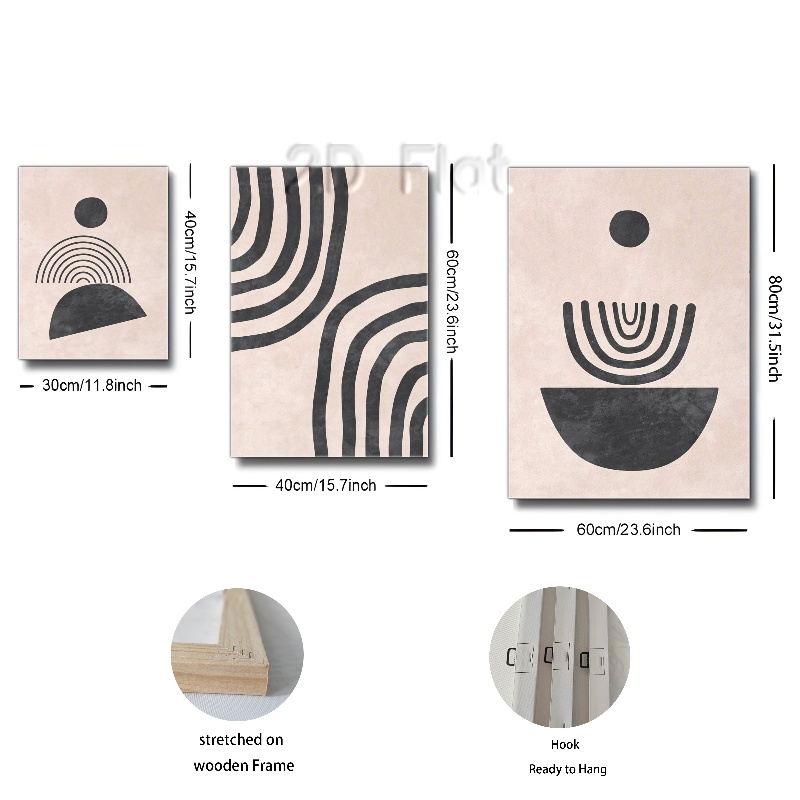 2D Flat
40cm/15.7inch
30cm/11.8inch
60cm/23.6inch
40cm/15.7inch
80cm/31.5inch
60cm/23.6inch
stretched on
wooden Frame
Hook
Ready to Hang